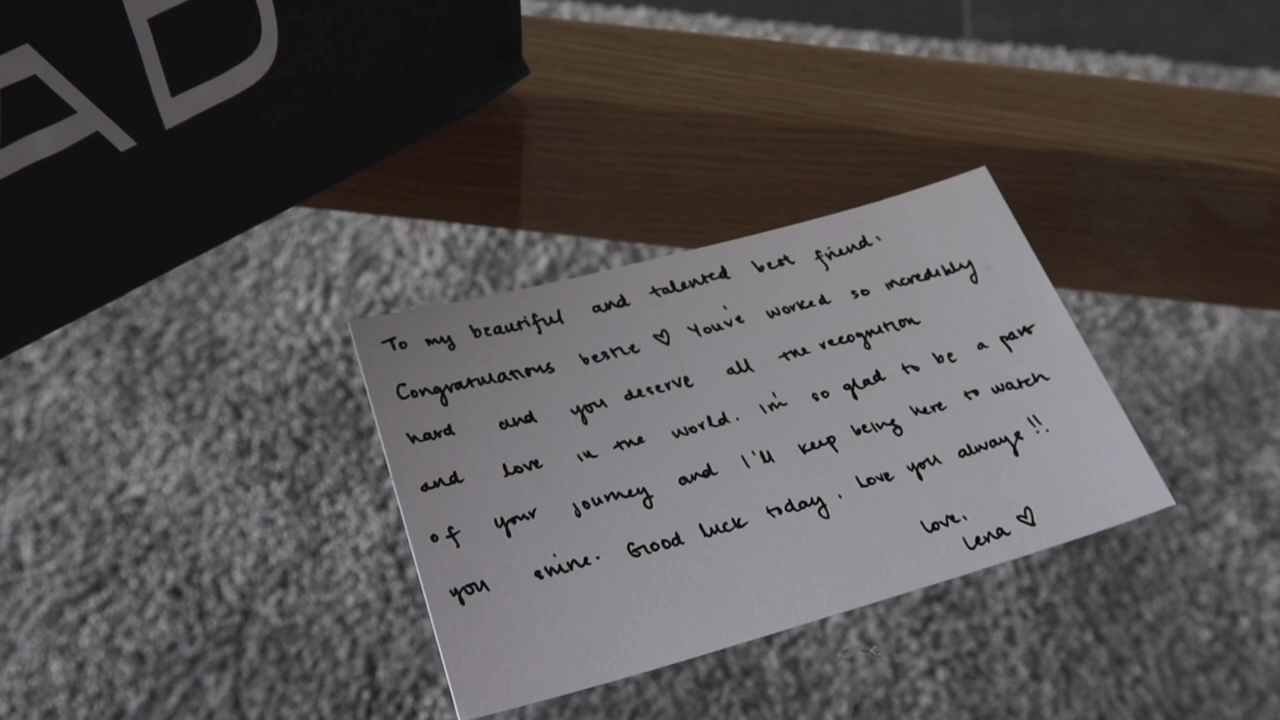 AD
To my beautiful and talented best friend,
Congratulations bestie ♡ You've worked so incredibly
hard and you deserve all the recognition
and love in the world. I'm so glad to be a part
of your journey and I'll keep being here to watch
you shine. Good luck today. Love you always!!
Love,
Lena ♡